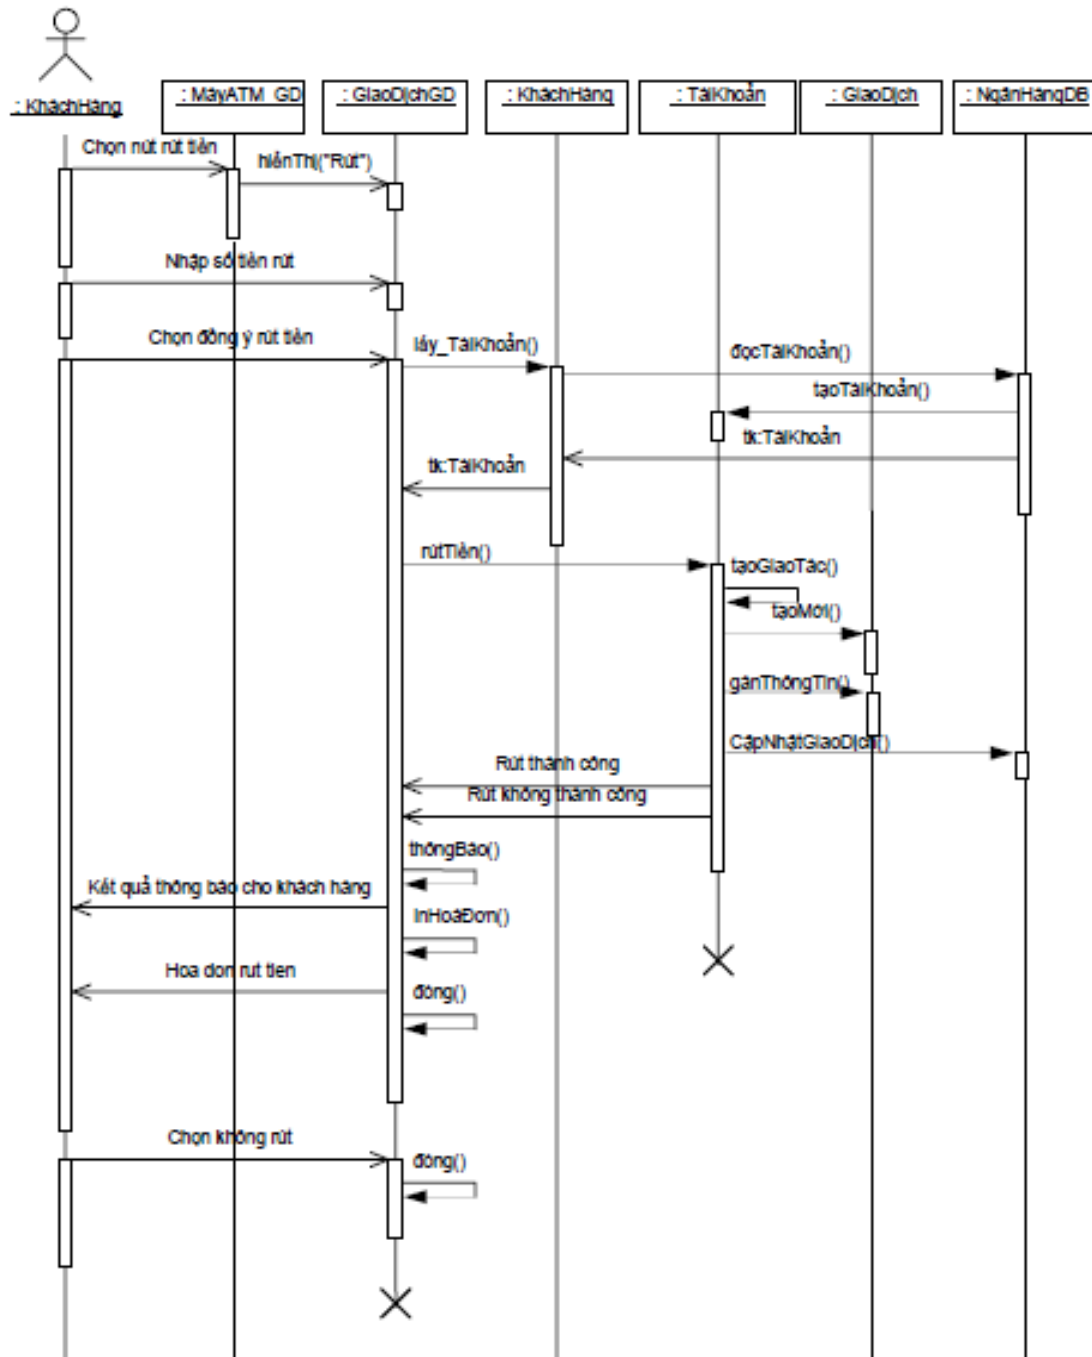 : KháchHàng
: MáyATM_GD
: GiaoDịchGD
: KháchHàng
: TàiKhoản
: GiaoDịch
: NgânHàngDB
Chọn nút rút tiền
hiểnThị("Rút")
Nhập số tiền rút
Chọn đồng ý rút tiền
lấy_TàiKhoản()
đọcTàiKhoản()
tạoTàiKhoản()
tk:TàiKhoản
tk:TàiKhoản
rútTiền()
tạoGiaoTác()
tạoMới()
gánThôngTin()
CậpNhậtGiaoDịch()
Rút thành công
Rút không thành công
thôngBáo()
Kết quả thông báo cho khách hàng
inHoáĐơn()
Hoa don rut tien
đóng()
Chọn không rút
đóng()